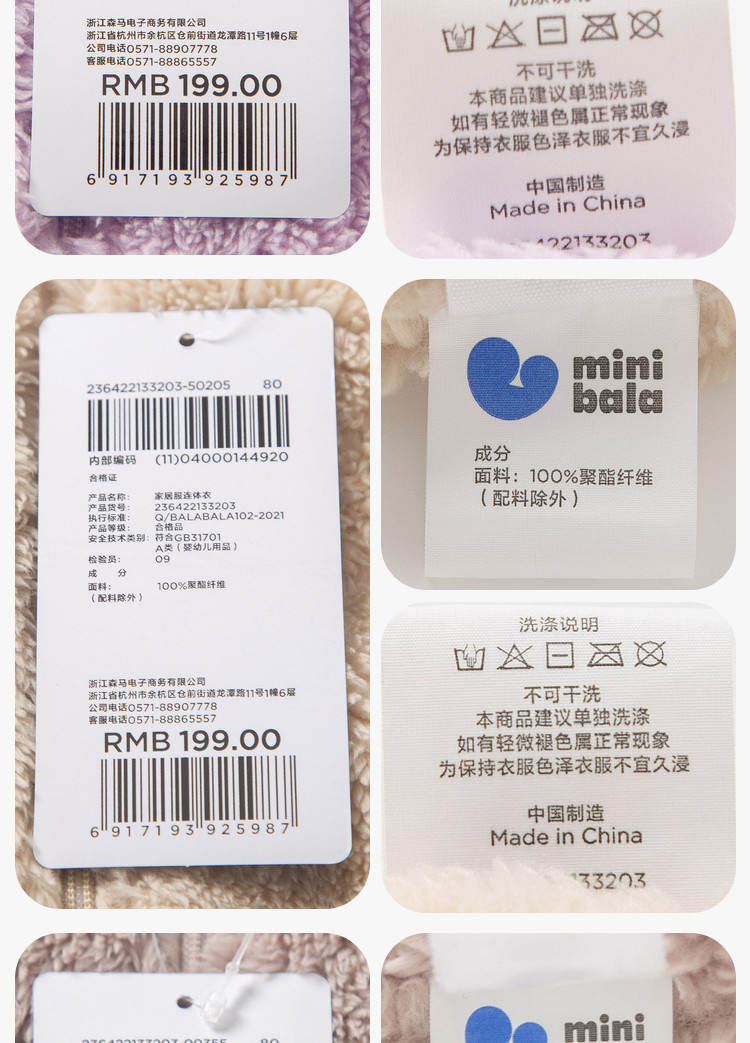 浙江森马电子商务有限公司
浙江省杭州市余杭区仓前街道龙潭路11号1幢6层
公司电话0571-88907778
客服电话0571-88865557
RMB 199.00
6 917193 925987
洗涤说明
不可干洗
本商品建议单独洗涤
如有轻微褪色属正常现象
为保持衣服色泽衣服不宜久浸
中国制造
Made in China
422133203
236422133203-50205 80
内部编码 (11)04000144920
合格证
产品名称: 家居服连体衣
产品货号: 236422133203
执行标准: Q/BALABALA102-2021
产品等级: 合格品
安全技术类别: 符合GB31701
A类（婴幼儿用品）
检验员: 09
成 分
面料: 100%聚酯纤维
（配料除外）
浙江森马电子商务有限公司
浙江省杭州市余杭区仓前街道龙潭路11号1幢6层
公司电话0571-88907778
客服电话0571-88865557
RMB 199.00
6 917193 925987
mini
bala
成分
面料: 100%聚酯纤维
（配料除外）
洗涤说明
不可干洗
本商品建议单独洗涤
如有轻微褪色属正常现象
为保持衣服色泽衣服不宜久浸
中国制造
Made in China
133203
236422133203-00355 80
mini
bala